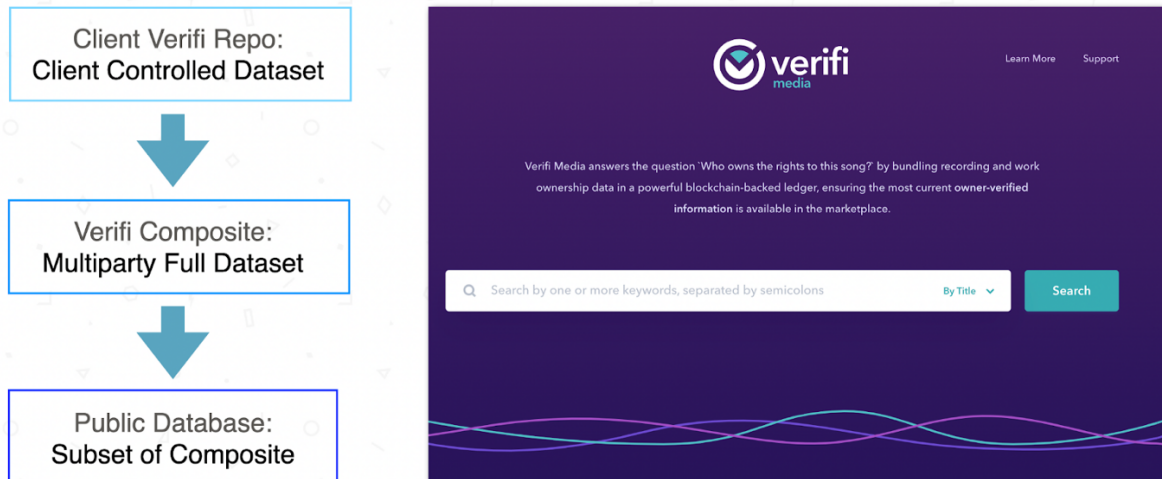 Client Verifi Repo:
Client Controlled Dataset
Verifi Composite:
Multiparty Full Dataset
Public Database:
Subset of Composite
verifi
media
Learn More
Support
Verifi Media answers the question `Who owns the rights to this song?' by bundling recording and work
ownership data in a powerful blockchain-backed ledger, ensuring the most current owner-verified
information is available in the marketplace.
Search by one or more keywords, separated by semicolons
By Title
Search